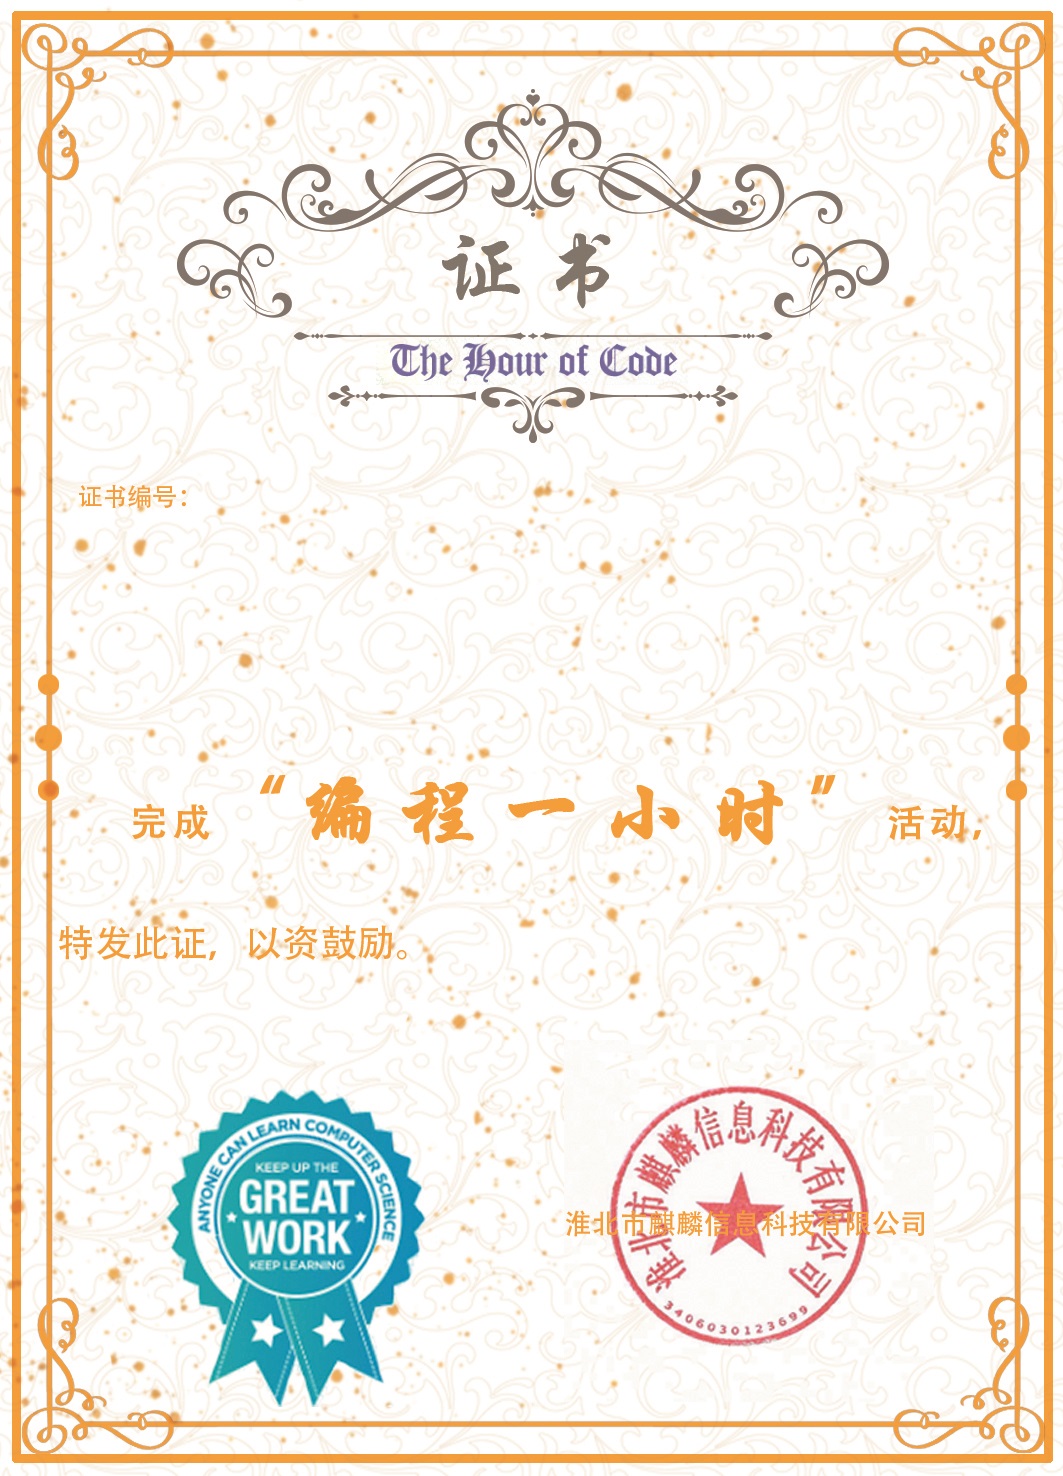 证书
The Hour of Code
证书编号：
完成“编程一小时”活动，
特发此证，以资鼓励。
ANYONE CAN LEARN COMPUTER SCIENCE
KEEP UP THE
GREAT
WORK
KEEP LEARNING
淮北市麒麟信息科技有限公司
淮北市麒麟信息科技有限公司
3406030123699